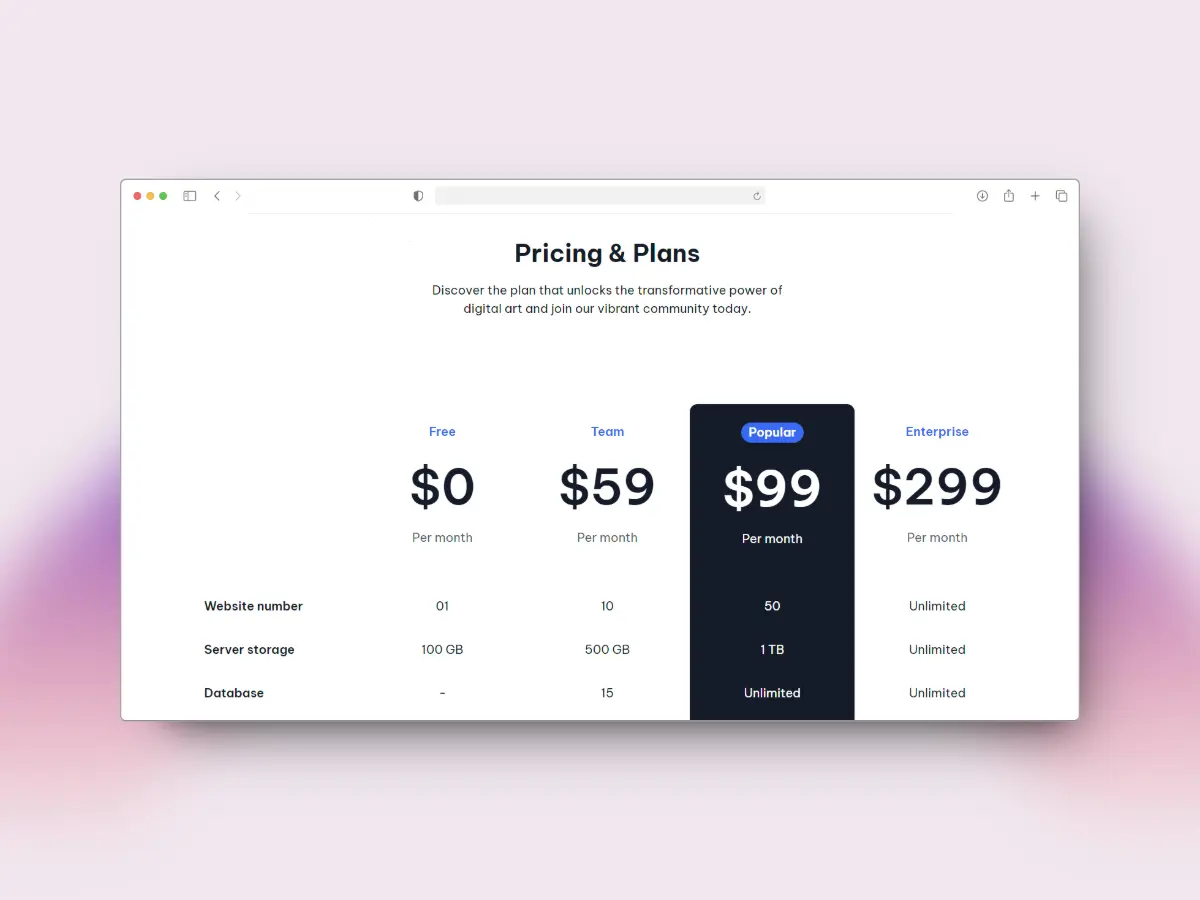 Pricing & Plans
Discover the plan that unlocks the transformative power of
digital art and join our vibrant community today.
Free Team Popular Enterprise
$0 $59 $99 $299
Per month Per month Per month Per month
Website number 01 10 50 Unlimited
Server storage 100 GB 500 GB 1 TB Unlimited
Database - 15 Unlimited Unlimited